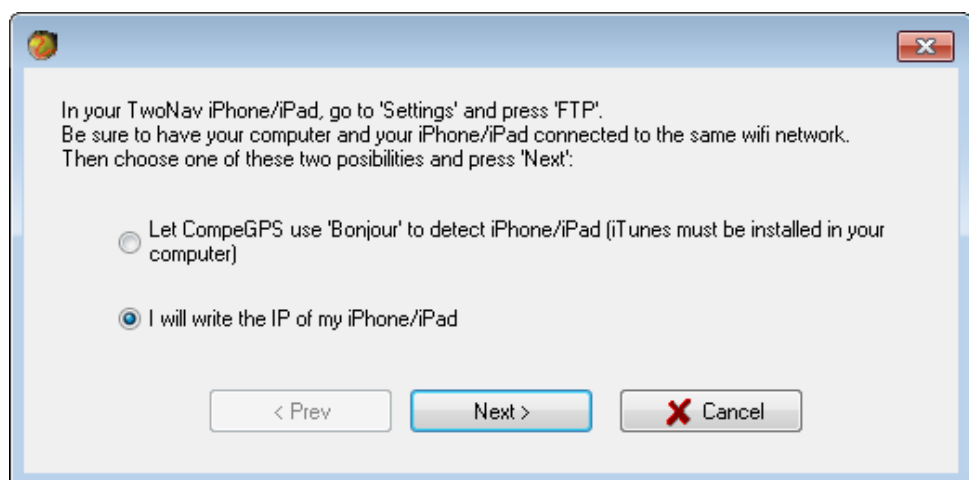 In your TwoNav iPhone/iPad, go to 'Settings' and press 'FTP'.
Be sure to have your computer and your iPhone/iPad connected to the same wifi network.
Then choose one of these two posibilities and press 'Next':
Let CompeGPS use 'Bonjour' to detect iPhone/iPad (iTunes must be installed in your
computer)
I will write the IP of my iPhone/iPad
< Prev
Next >
Cancel